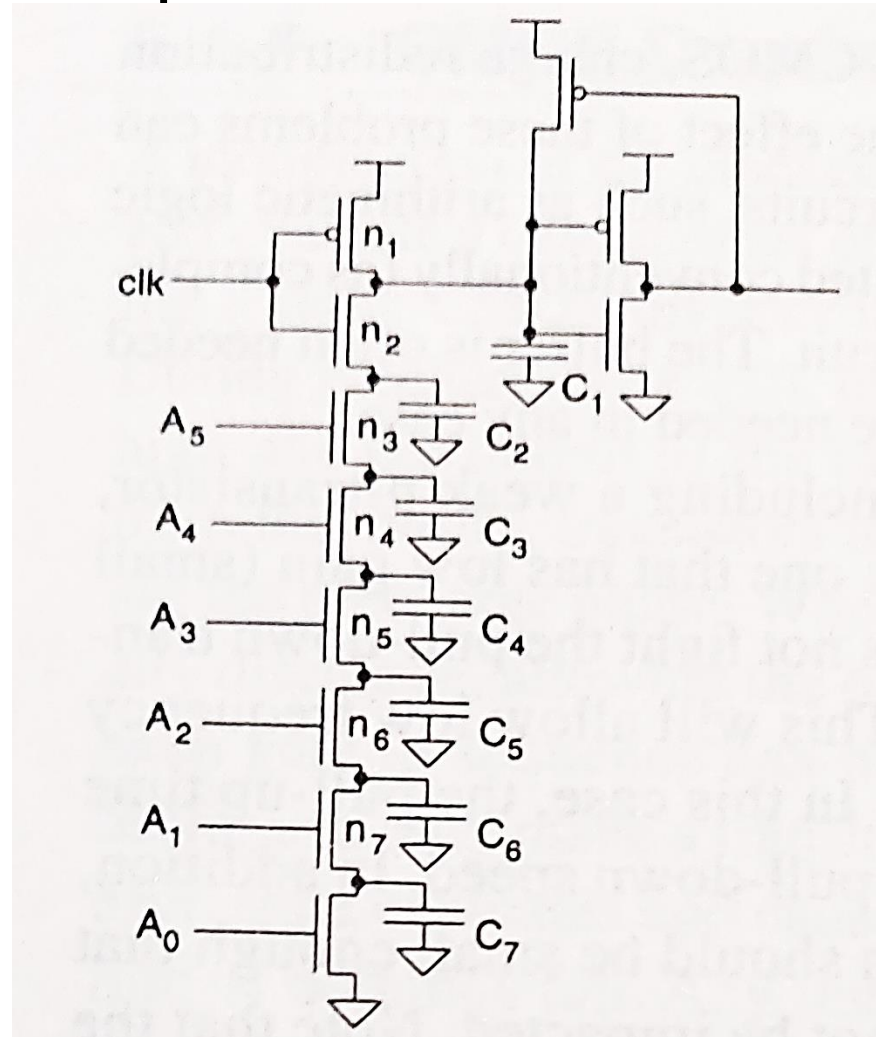 n₁
clk
n₂
C₁
A₅ n₃ C₂
A₄ n₄ C₃
A₃ n₅ C₄
A₂ n₆ C₅
A₁ n₇ C₆
A₀ C₇